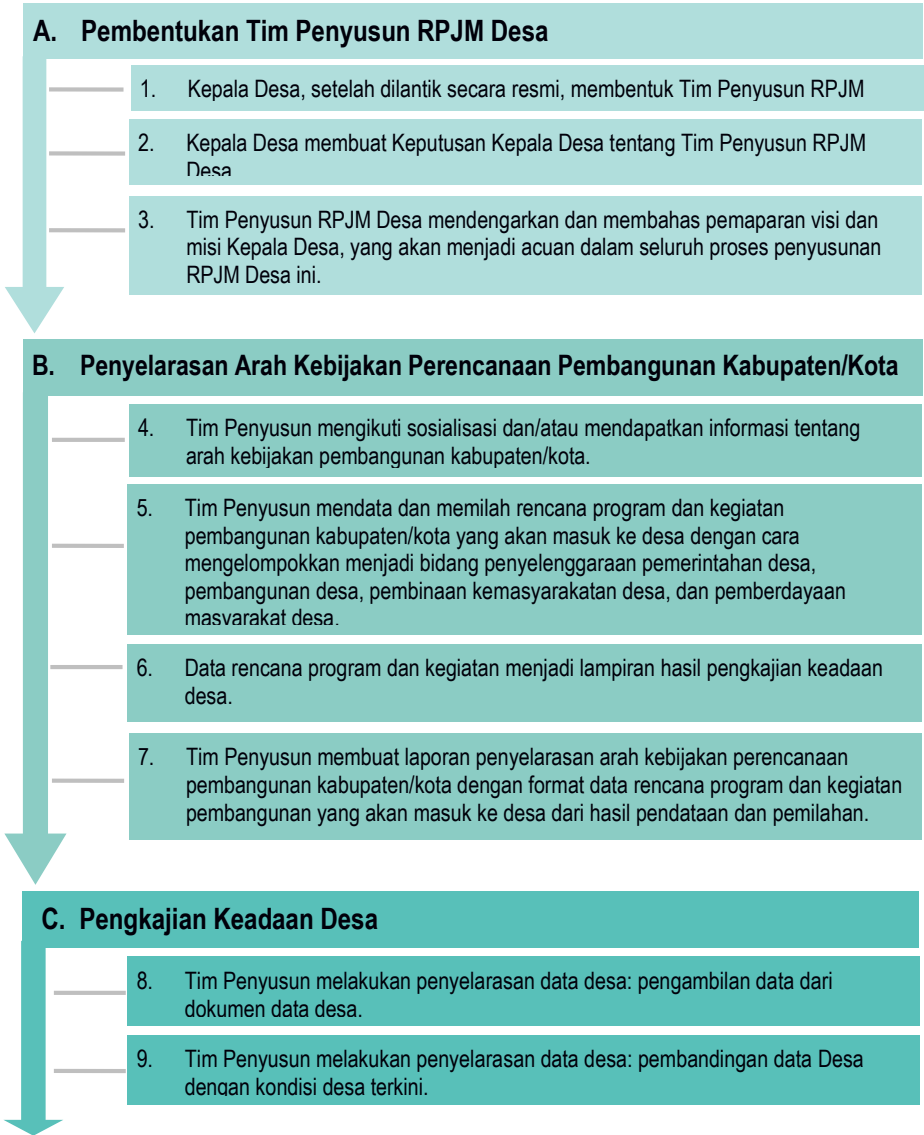 A. Pembentukan Tim Penyusun RPJM Desa
1. Kepala Desa, setelah dilantik secara resmi, membentuk Tim Penyusun RPJM
2. Kepala Desa membuat Keputusan Kepala Desa tentang Tim Penyusun RPJM
Desa
3. Tim Penyusun RPJM Desa mendengarkan dan membahas pemaparan visi dan
misi Kepala Desa, yang akan menjadi acuan dalam seluruh proses penyusunan
RPJM Desa ini.
B. Penyelarasan Arah Kebijakan Perencanaan Pembangunan Kabupaten/Kota
4. Tim Penyusun mengikuti sosialisasi dan/atau mendapatkan informasi tentang
arah kebijakan pembangunan kabupaten/kota.
5. Tim Penyusun mendata dan memilah rencana program dan kegiatan
pembangunan kabupaten/kota yang akan masuk ke desa dengan cara
mengelompokkan menjadi bidang penyelenggaraan pemerintahan desa,
pembangunan desa, pembinaan kemasyarakatan desa, dan pemberdayaan
masyarakat desa.
6. Data rencana program dan kegiatan menjadi lampiran hasil pengkajian keadaan
desa.
7. Tim Penyusun membuat laporan penyelarasan arah kebijakan perencanaan
pembangunan kabupaten/kota dengan format data rencana program dan kegiatan
pembangunan yang akan masuk ke desa dari hasil pendataan dan pemilahan.
C. Pengkajian Keadaan Desa
8. Tim Penyusun melakukan penyelarasan data desa: pengambilan data dari
dokumen data desa.
9. Tim Penyusun melakukan penyelarasan data desa: pembandingan data Desa
dengan kondisi desa terkini.